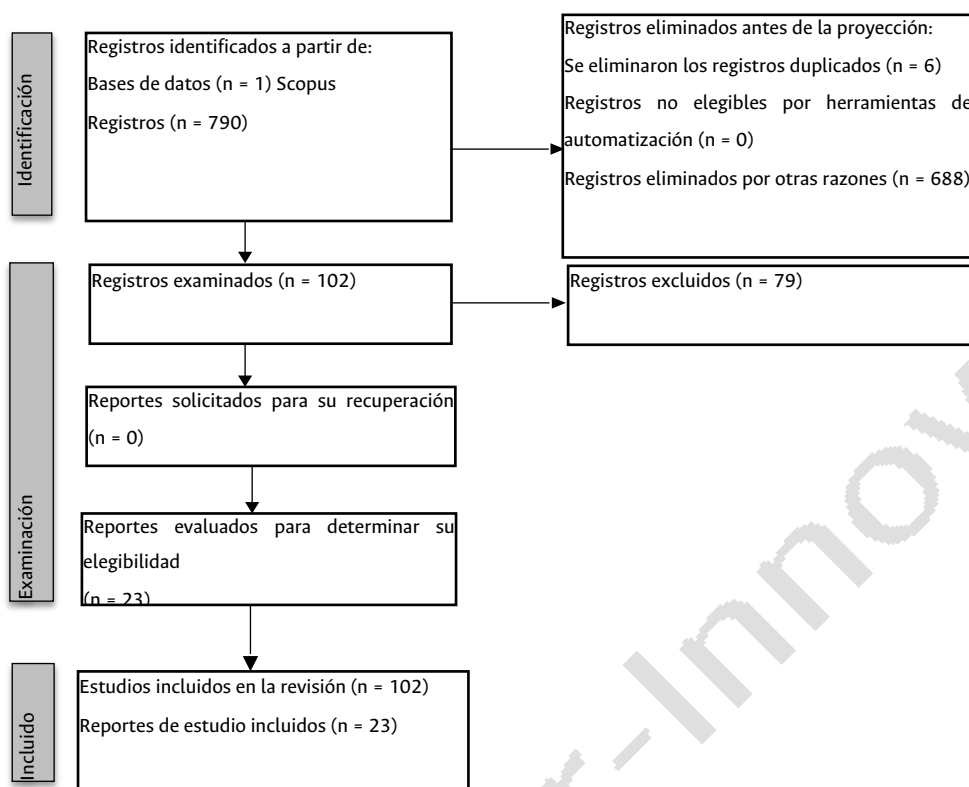 Identificación
Registros identificados a partir de:
Bases de datos (n = 1) Scopus
Registros (n = 790)
Registros eliminados antes de la proyección:
Se eliminaron los registros duplicados (n = 6)
Registros no elegibles por herramientas de
automatización (n = 0)
Registros eliminados por otras razones (n = 688)
Examinación
Registros examinados (n = 102)
Registros excluidos (n = 79)
Reportes solicitados para su recuperación
(n = 0)
Reportes evaluados para determinar su
elegibilidad
(n = 23)
Incluido
Estudios incluidos en la revisión (n = 102)
Reportes de estudio incluidos (n = 23)